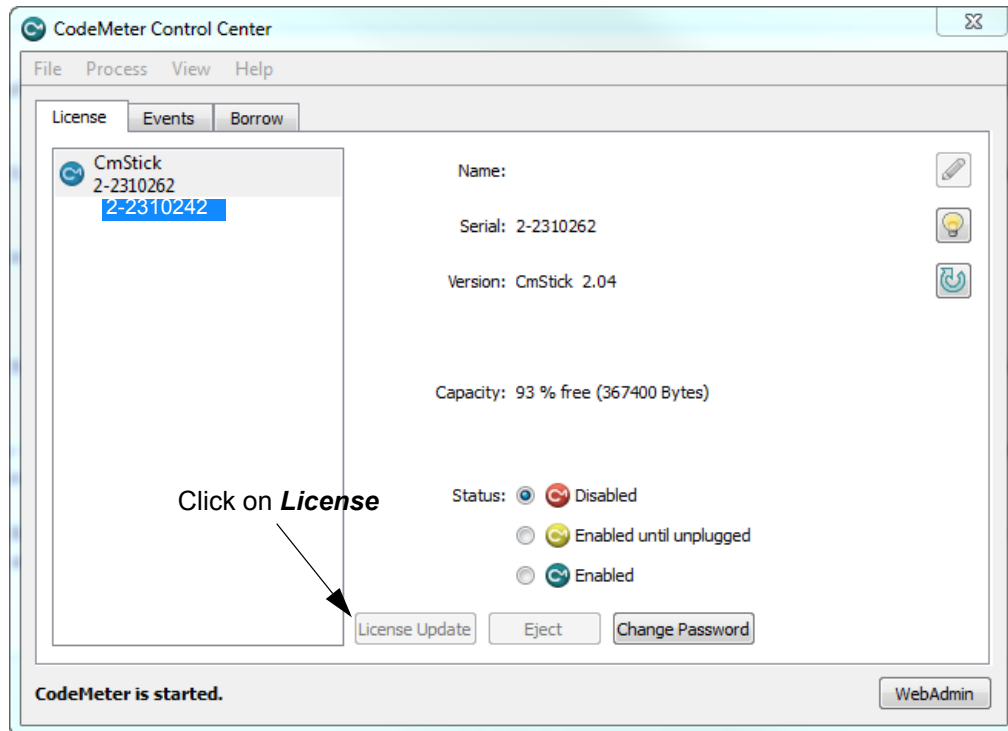 CodeMeter Control Center
File Process View Help
License Events Borrow
CmStick
2-2310262
2-2310242
Name:
Serial: 2-2310262
Version: CmStick 2.04
Capacity: 93 % free (367400 Bytes)
Click on License
Status: Disabled
Enabled until unplugged
Enabled
License Update Eject Change Password
CodeMeter is started. WebAdmin